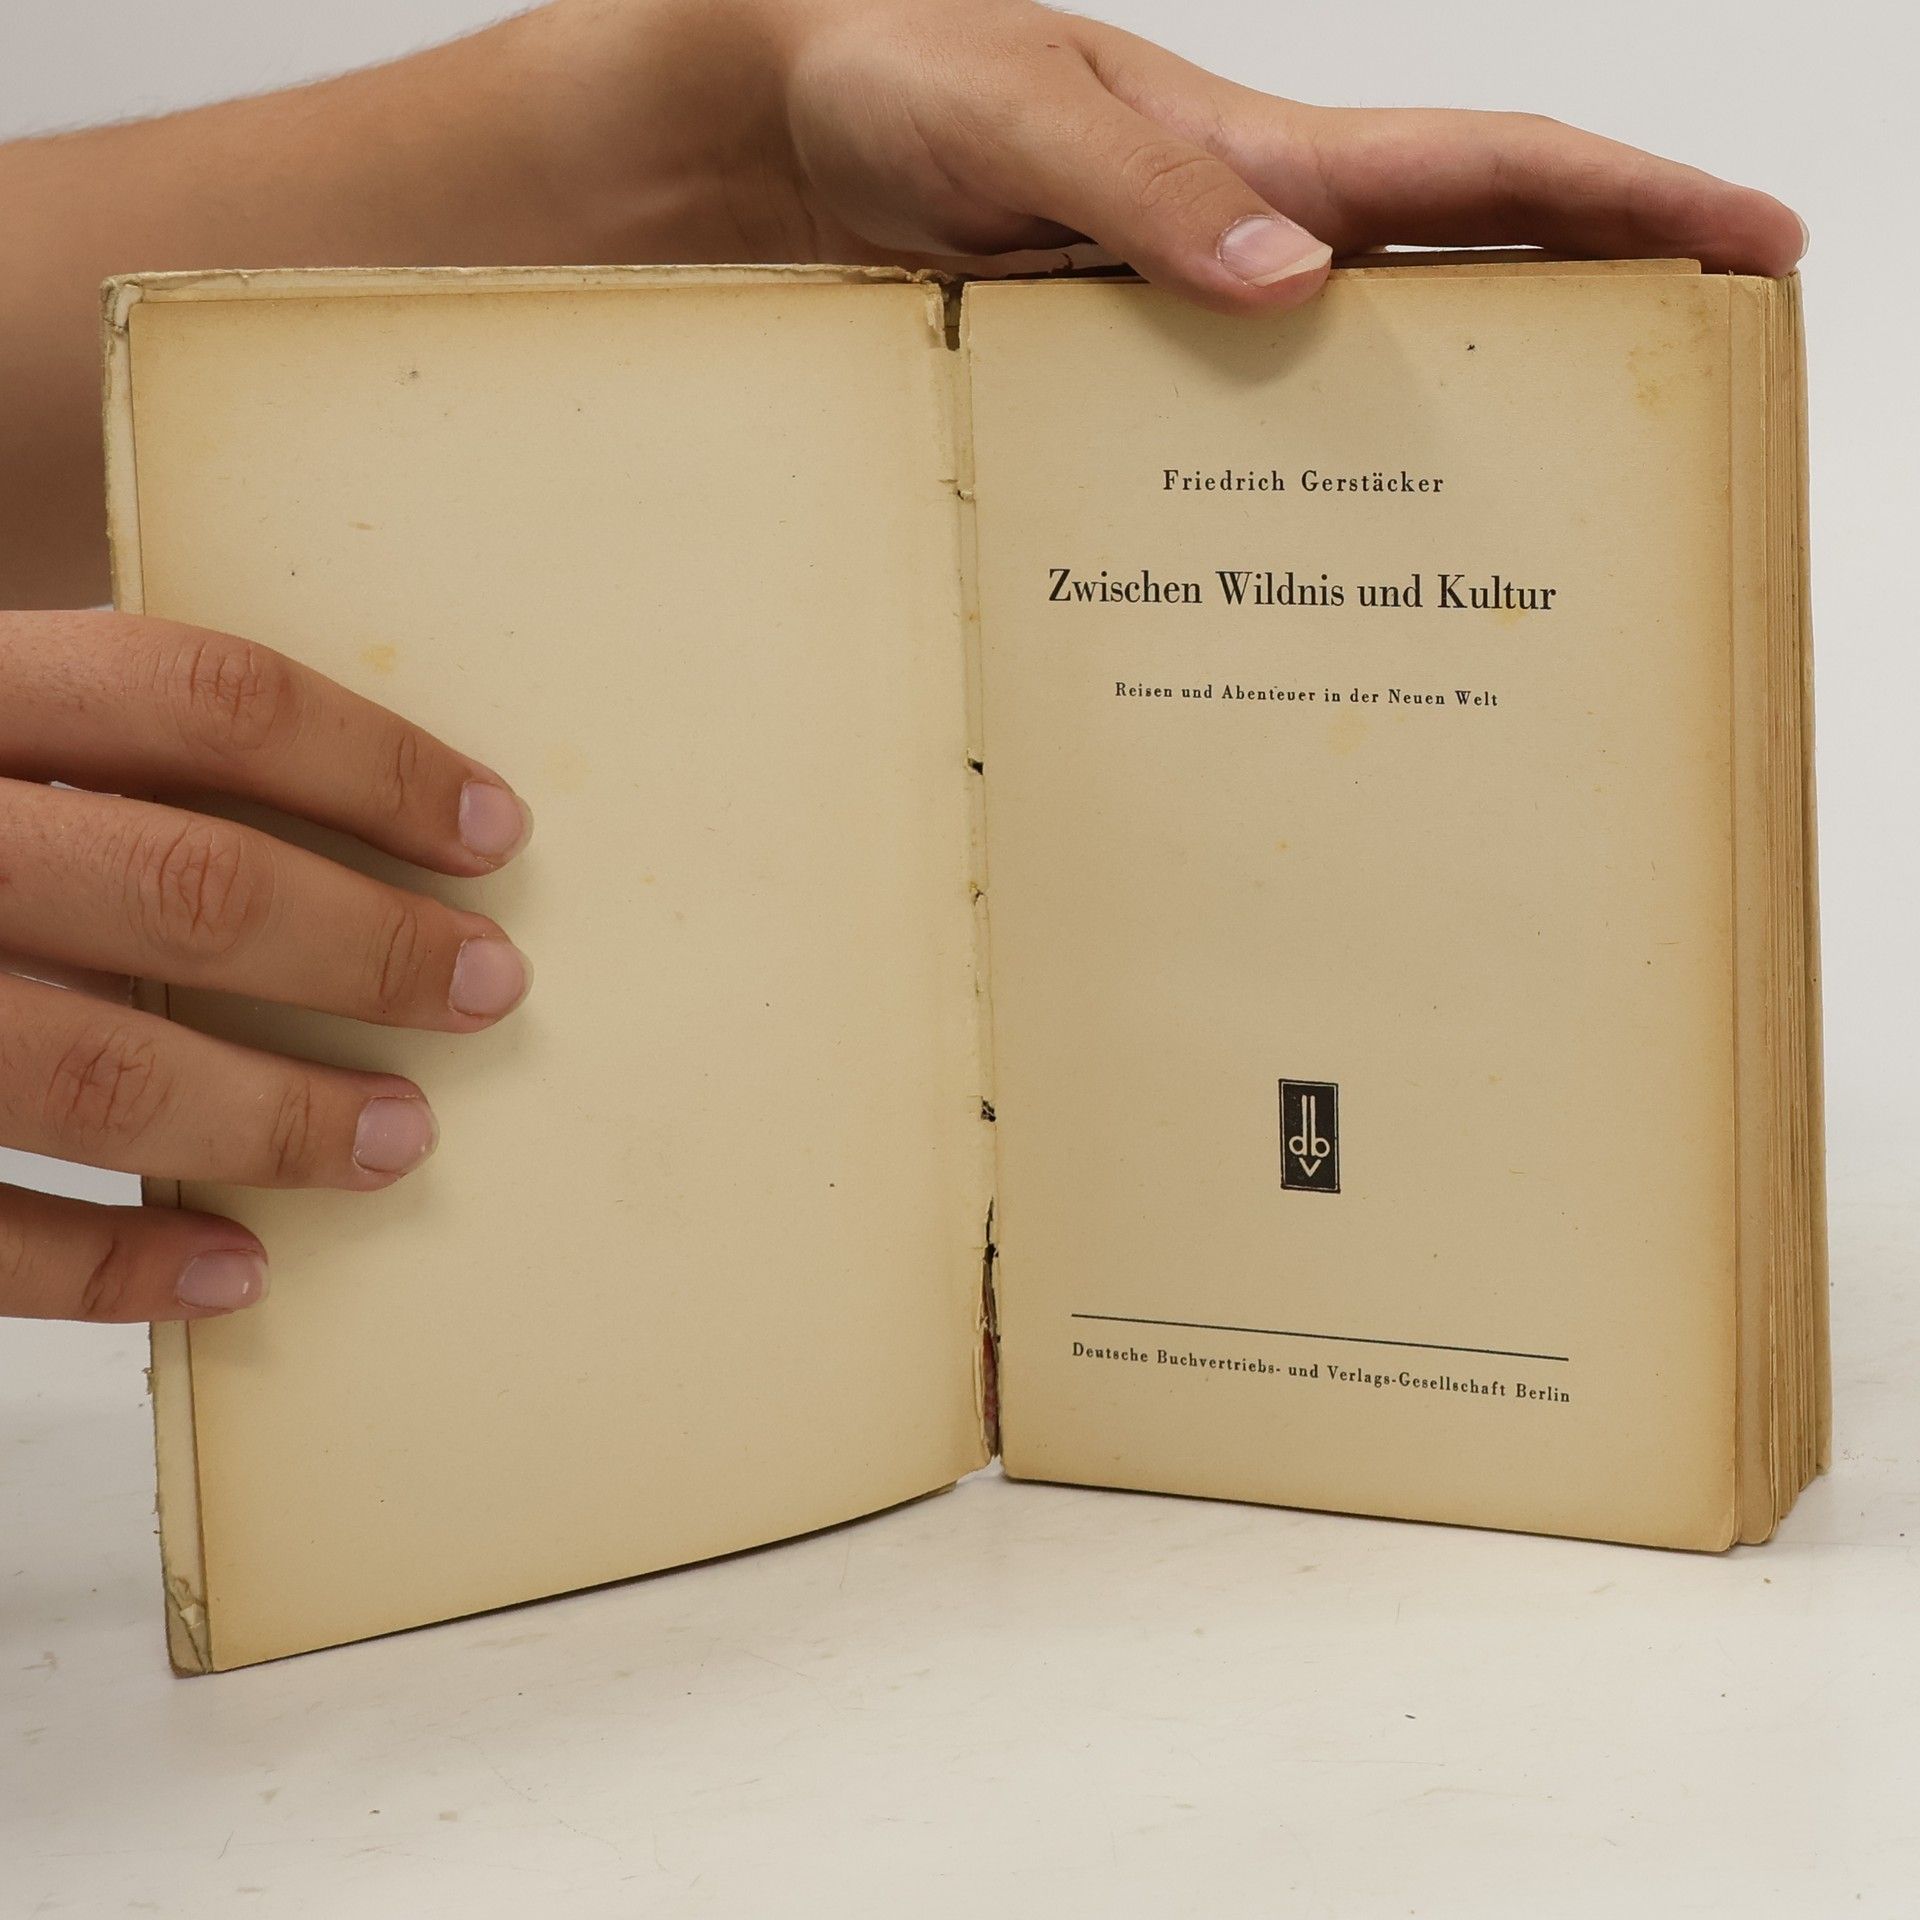 Friedrich Gerstäcker
Zwischen Wildnis und Kultur
Reisen und Abenteuer in der Neuen Welt
db
v
Deutsche Buchvertriebs- und Verlags-Gesellschaft Berlin